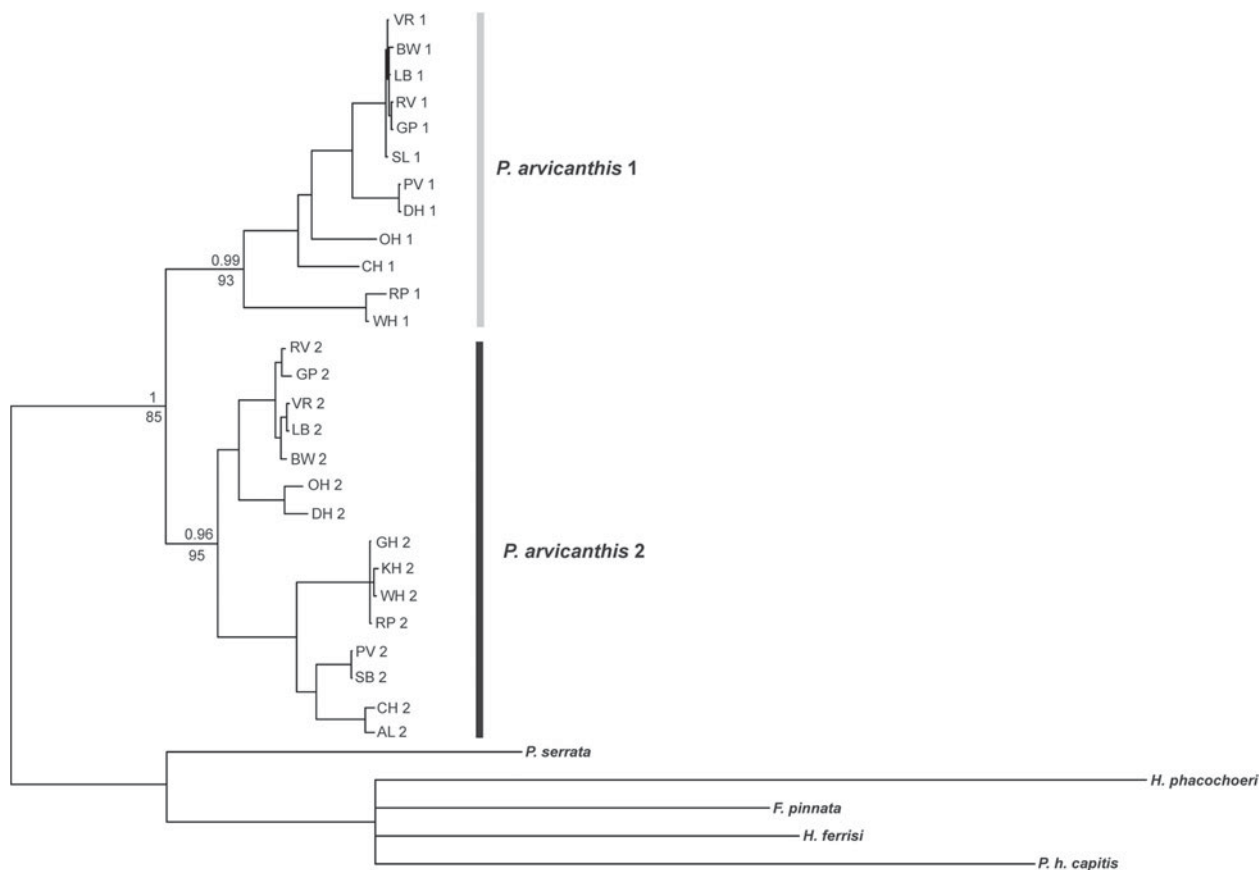 VR 1
BW 1
LB 1
RV 1
GP 1
SL 1
P. arvicanthis 1
PV 1
DH 1
OH 1
0.99
CH 1
93
RP 1
WH 1
RV 2
GP 2
1
VR 2
85
LB 2
BW 2
OH 2
DH 2
0.96
95
GH 2
P. arvicanthis 2
KH 2
WH 2
RP 2
PV 2
SB 2
CH 2
AL 2
P. serrata
H. phacochoeri
F. pinnata
H. ferrisi
P. h. capitis